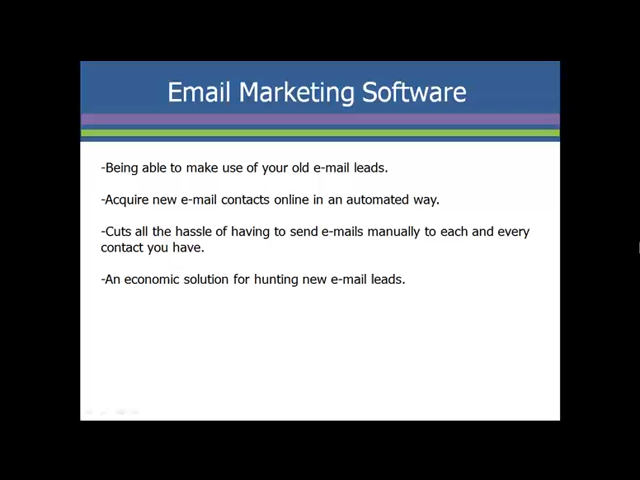 Email Marketing Software
-Being able to make use of your old e-mail leads.
-Acquire new e-mail contacts online in an automated way.
-Cuts all the hassle of having to send e-mails manually to each and every
contact you have.
-An economic solution for hunting new e-mail leads.